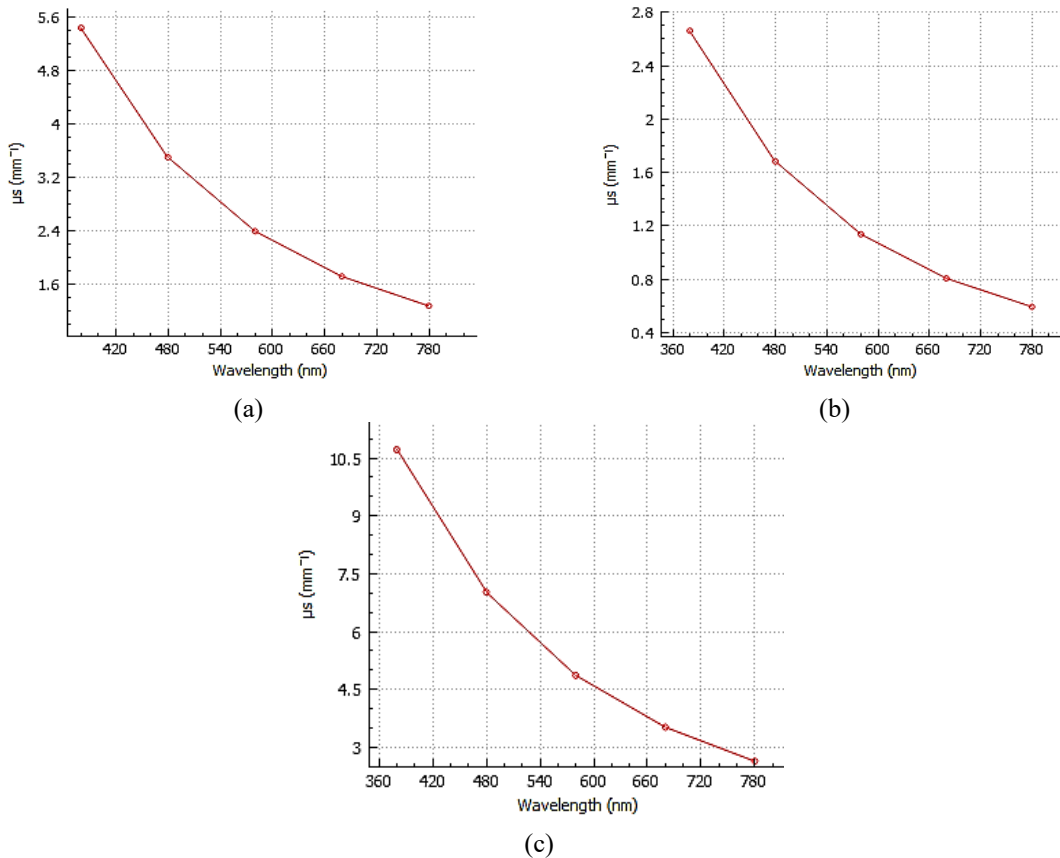 5.6
4.8
4
3.2
2.4
1.6
µs (mm⁻¹)
420 480 540 600 660 720 780
Wavelength (nm)
(a)
2.8
2.4
2
1.6
1.2
0.8
0.4
µs (mm⁻¹)
360 420 480 540 600 660 720 780
Wavelength (nm)
(b)
10.5
9
7.5
6
4.5
3
µs (mm⁻¹)
360 420 480 540 600 660 720 780
Wavelength (nm)
(c)